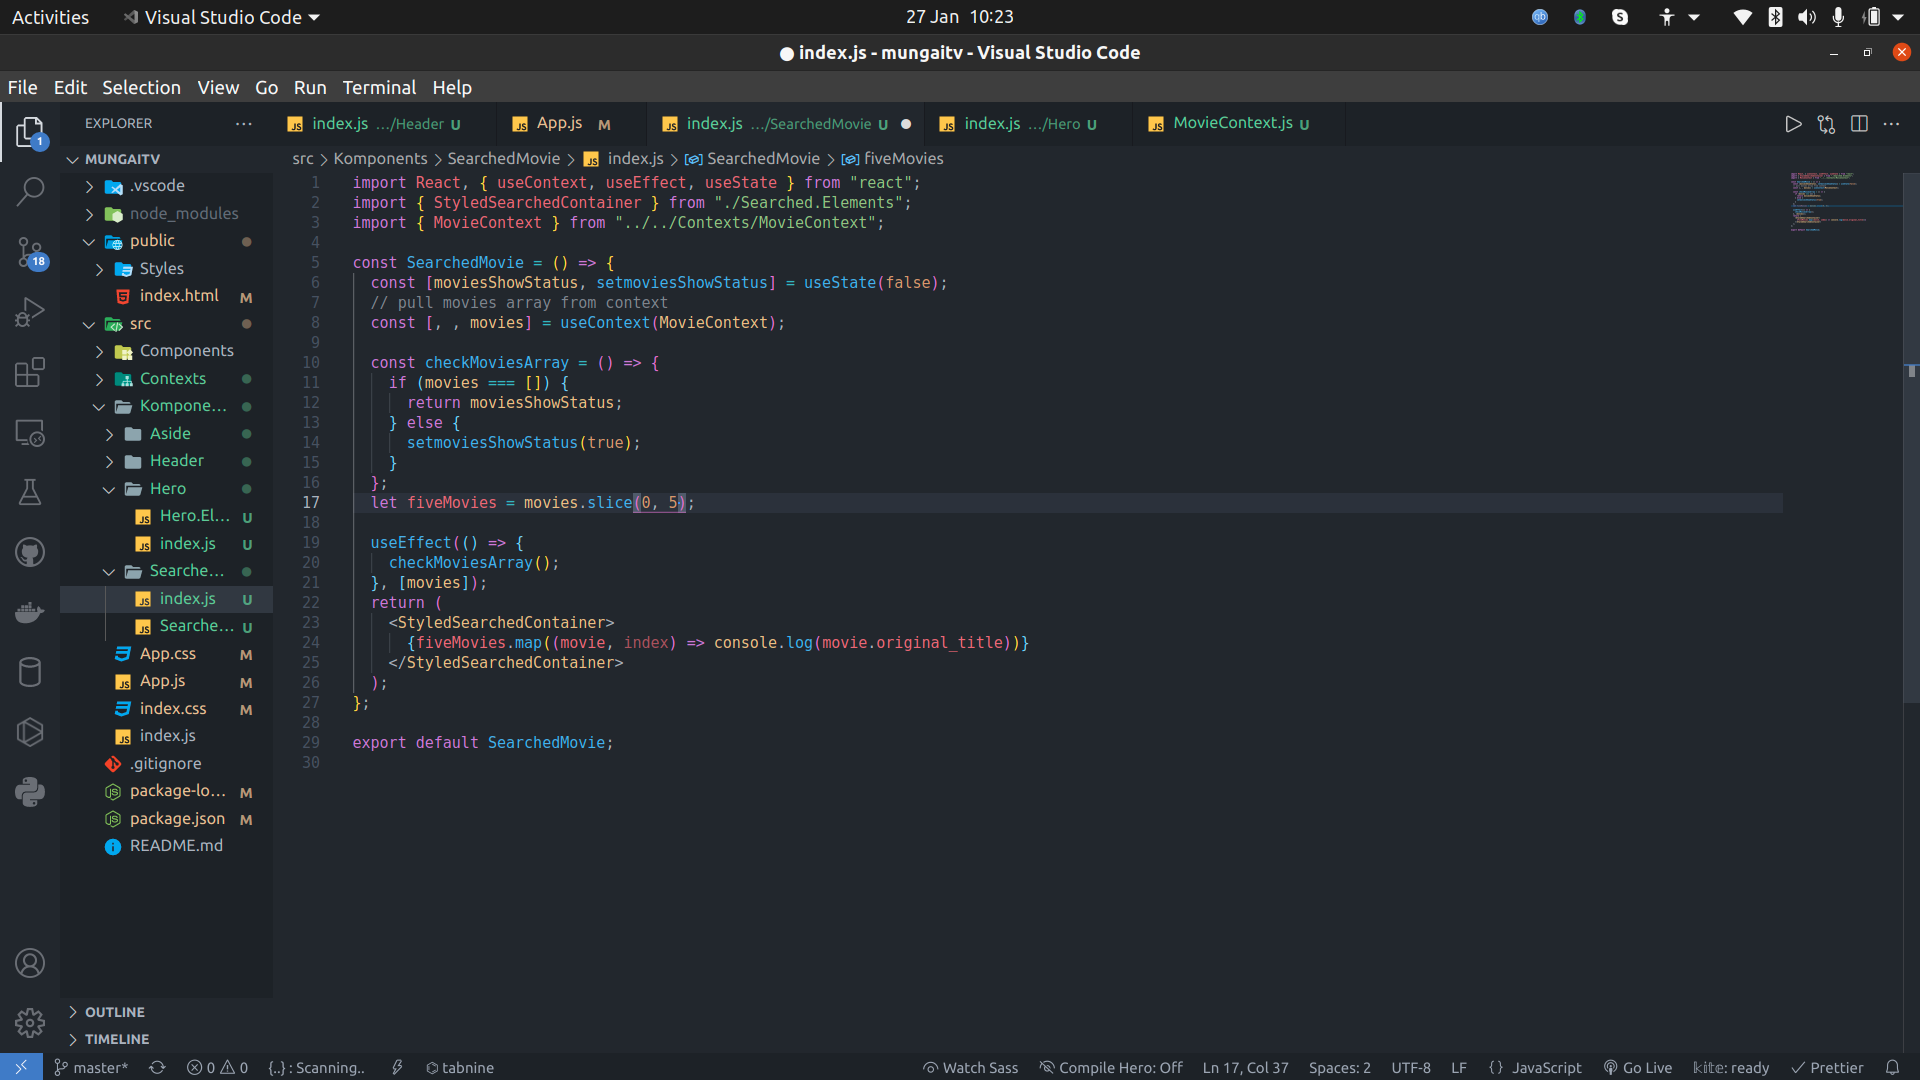 Activities
Visual Studio Code
27 Jan 10:23
● index.js - mungaitv - Visual Studio Code
File Edit Selection View Go Run Terminal Help
EXPLORER
index.js .../Header U
App.js M
index.js .../SearchedMovie U
index.js .../Hero U
MovieContext.js U
src > Komponents > SearchedMovie > index.js > SearchedMovie > fiveMovies
1
18
MUNGAITV
.vscode
node_modules
public
Styles
index.html M
src
Components
Contexts
Kompone...
Aside
Header
Hero
Hero.El... U
index.js U
Searche...
index.js U
Searche... U
App.css M
App.js M
index.css M
index.js
.gitignore
package-lo... M
package.json M
README.md
OUTLINE
TIMELINE
1 import React, { useContext, useEffect, useState } from "react";
2 import { StyledSearchedContainer } from "./Searched.Elements";
3 import { MovieContext } from "../../Contexts/MovieContext";
4
5 const SearchedMovie = () => {
6 const [moviesShowStatus, setmoviesShowStatus] = useState(false);
7 // pull movies array from context
8 const [, , movies] = useContext(MovieContext);
9
10 const checkMoviesArray = () => {
11 if (movies === []) {
12 return moviesShowStatus;
13 } else {
14 setmoviesShowStatus(true);
15 }
16 };
17 let fiveMovies = movies.slice(0, 5);
18
19 useEffect(() => {
20 checkMoviesArray();
21 }, [movies]);
22 return (
23 <StyledSearchedContainer>
24 {fiveMovies.map((movie, index) => console.log(movie.original_title))}
25 </StyledSearchedContainer>
26 );
27 };
28
29 export default SearchedMovie;
30
master* 0 0 {..} : Scanning.. tabnine Watch Sass Compile Hero: Off Ln 17, Col 37 Spaces: 2 UTF-8 LF {} JavaScript Go Live kite: ready Prettier